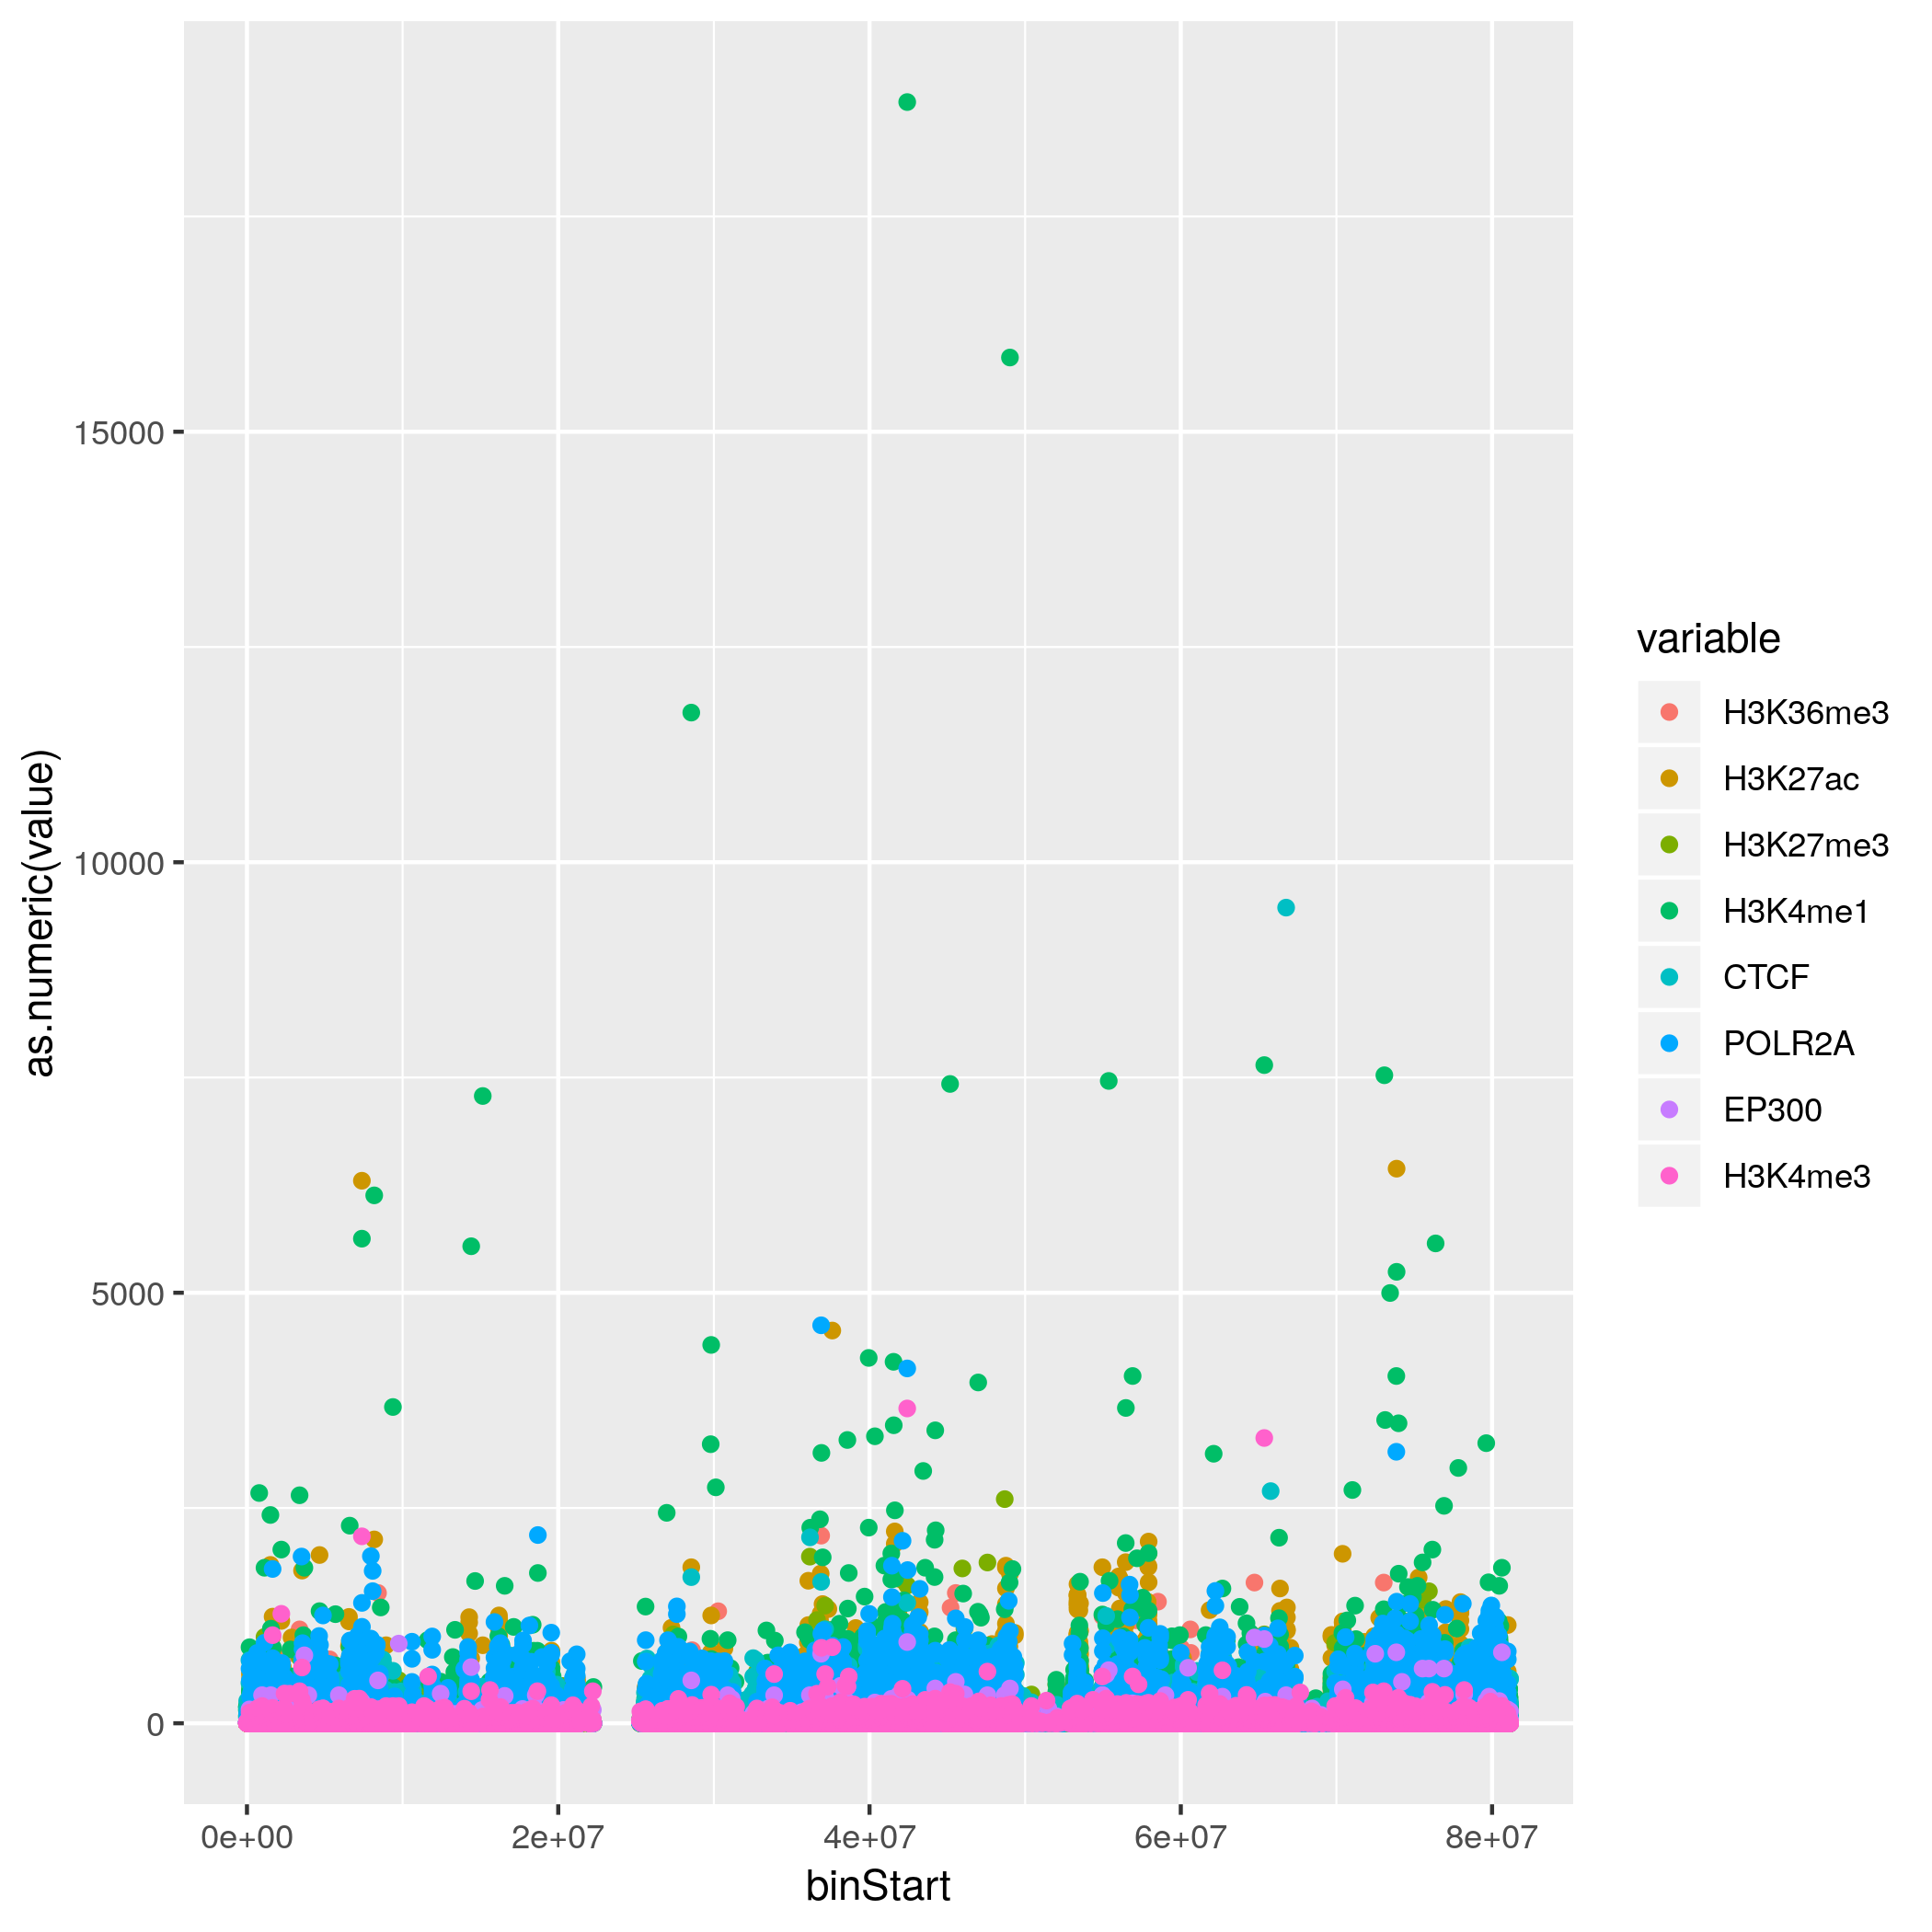 as.numeric(value)
15000
10000
5000
0
0e+00
2e+07
4e+07
6e+07
8e+07
binStart
variable
H3K36me3
H3K27ac
H3K27me3
H3K4me1
CTCF
POLR2A
EP300
H3K4me3